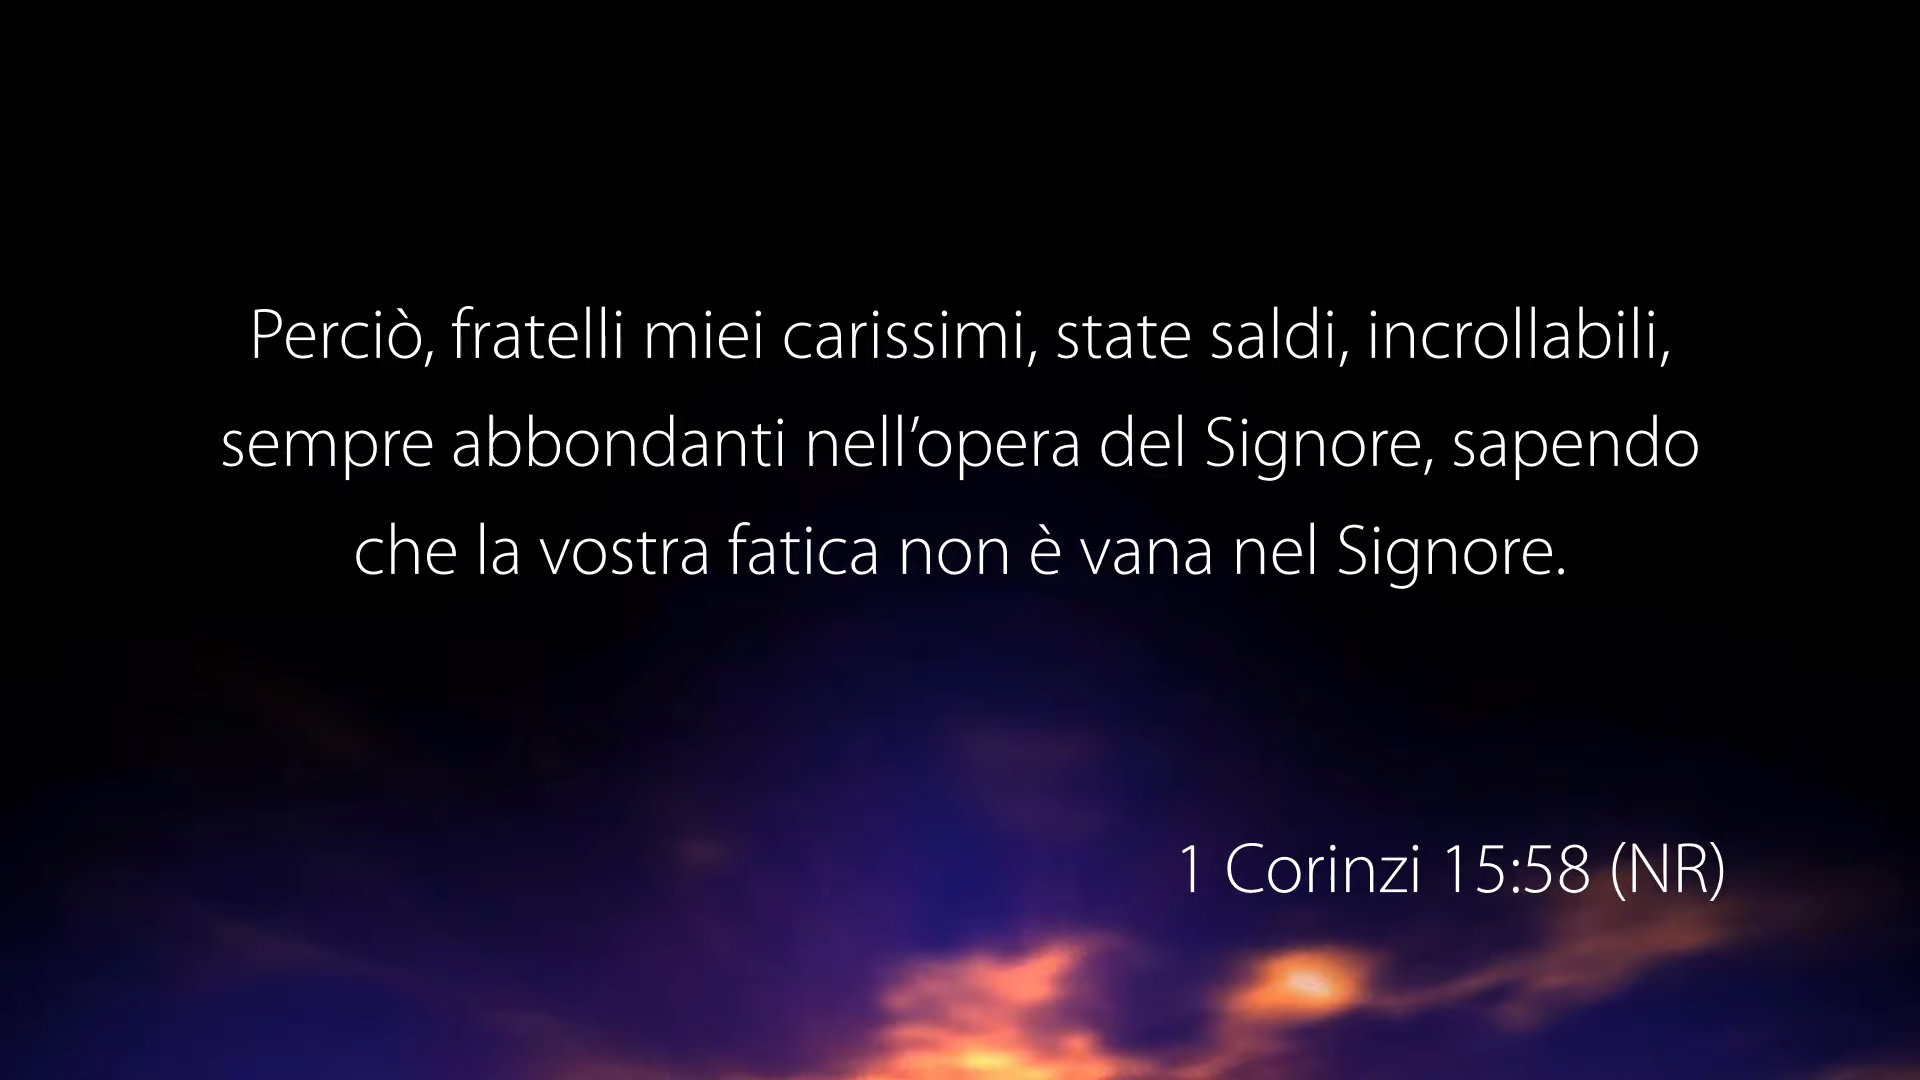 Perciò, fratelli miei carissimi, state saldi, incrollabili,
sempre abbondanti nell’opera del Signore, sapendo
che la vostra fatica non è vana nel Signore.
1 Corinzi 15:58 (NR)